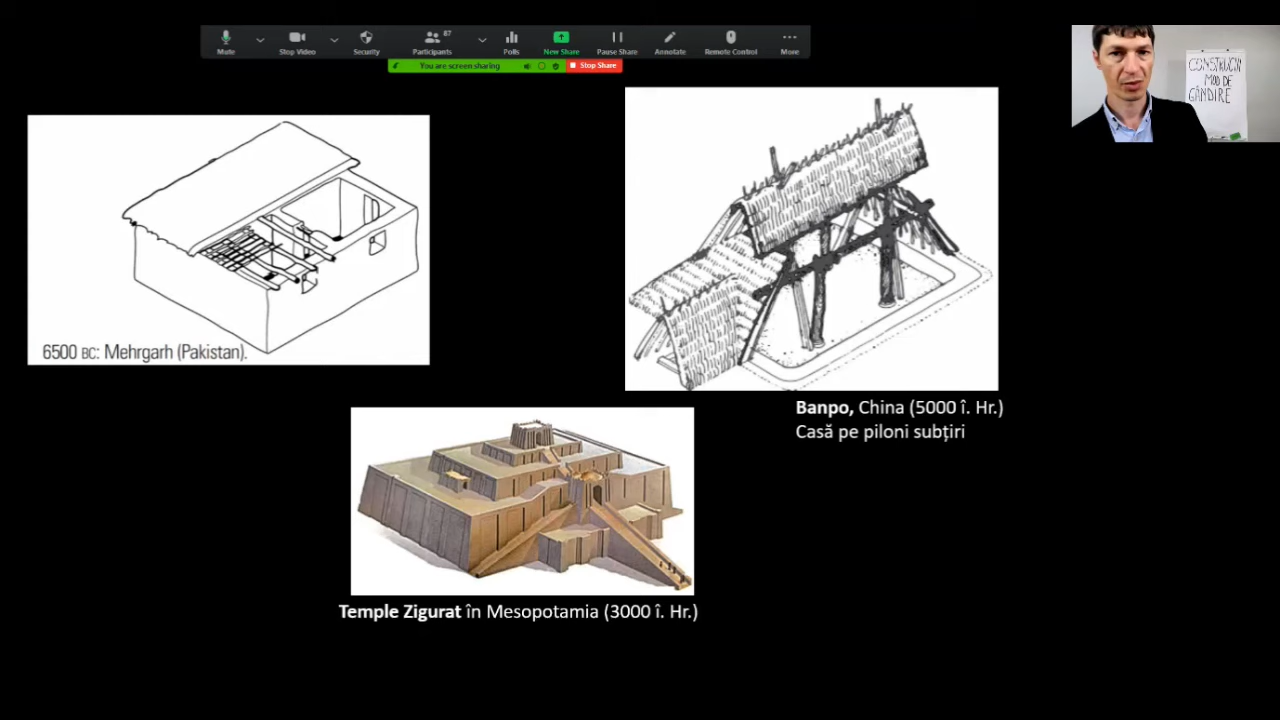 Mute
Stop Video
Security
Participants
87
Polls
New Share
Pause Share
Annotate
Remote Control
More
You are screen sharing
Stop Share
CONSTRUCȚII
MOD DE
GÂNDIRE
6500 BC: Mehrgarh (Pakistan).
Banpo, China (5000 î. Hr.)
Casă pe piloni subțiri
Temple Zigurat în Mesopotamia (3000 î. Hr.)